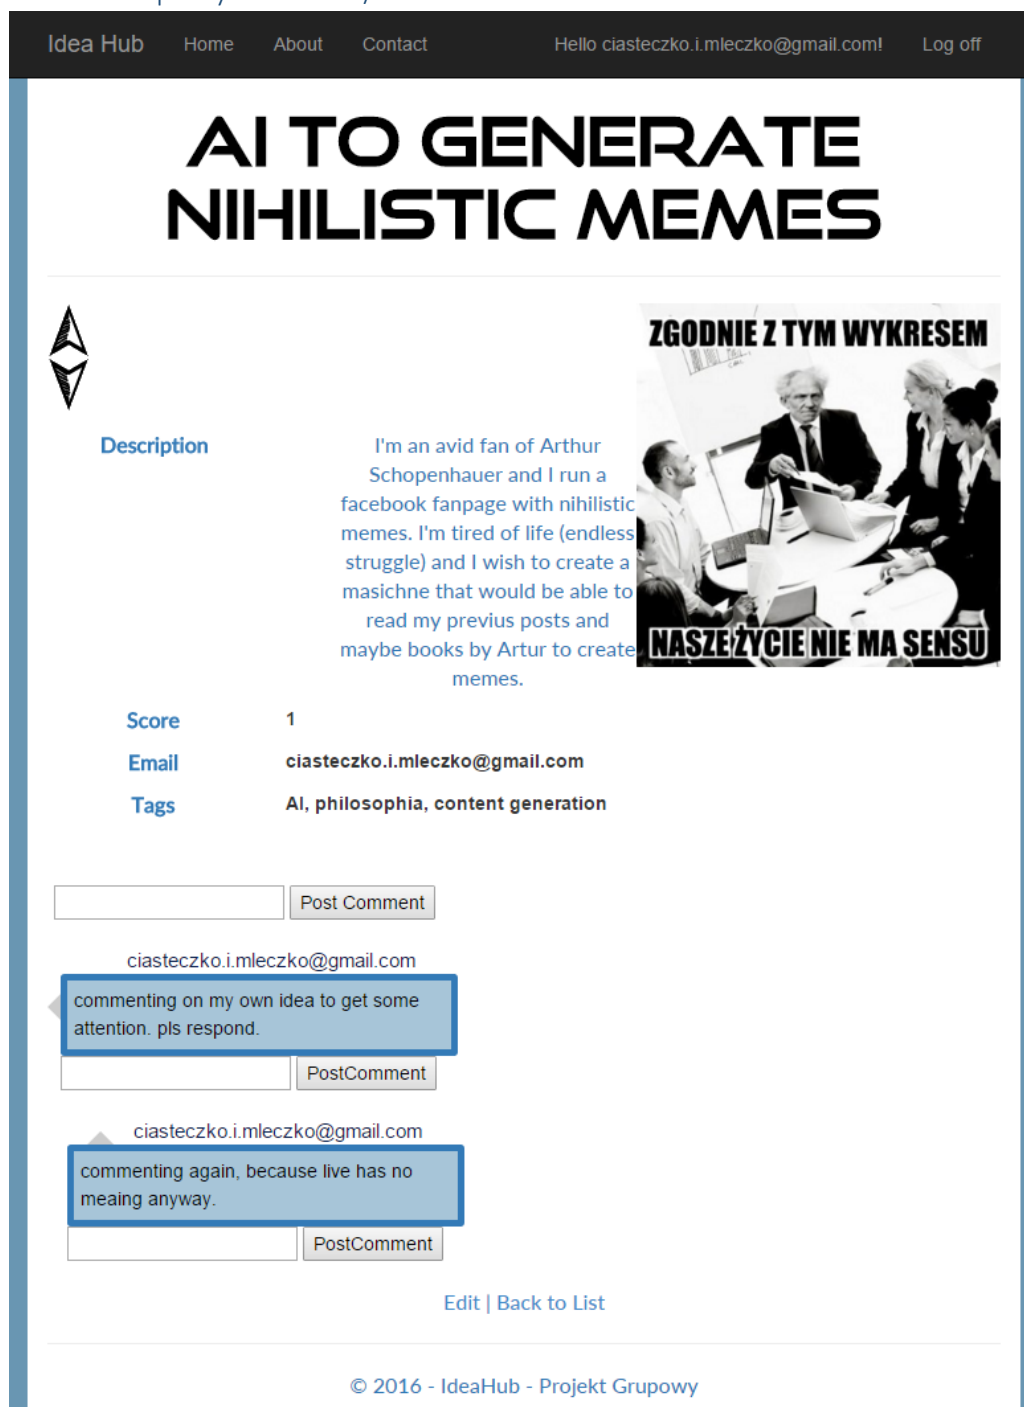 Idea Hub Home About Contact Hello ciasteczko.i.mleczko@gmail.com! Log off
AI TO GENERATE
NIHILISTIC MEMES
ZGODNIE Z TYM WYKRESEM
NASZE ŻYCIE NIE MA SENSU
Description
I'm an avid fan of Arthur
Schopenhauer and I run a
facebook fanpage with nihilistic
memes. I'm tired of life (endless
struggle) and I wish to create a
masichne that would be able to
read my previus posts and
maybe books by Artur to create
memes.
Score 1
Email ciasteczko.i.mleczko@gmail.com
Tags AI, philosophia, content generation
Post Comment
ciasteczko.i.mleczko@gmail.com
commenting on my own idea to get some
attention. pls respond.
PostComment
ciasteczko.i.mleczko@gmail.com
commenting again, because live has no
meaing anyway.
PostComment
Edit | Back to List
© 2016 - IdeaHub - Projekt Grupowy